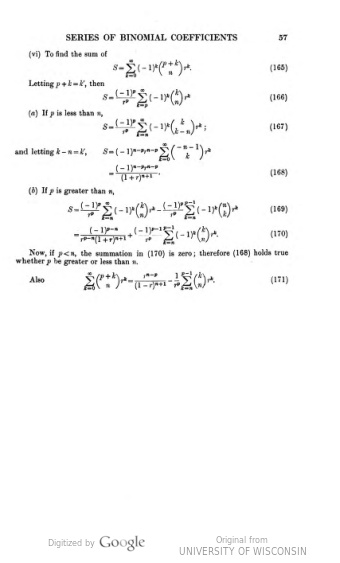 SERIES OF BINOMIAL COEFFICIENTS 57
(vi) To find the sum of
S = \sum_{k=0}^{\infty} (-1)^k \binom{p+k}{n} r^k. (165)
Letting p + k = k', then
S = \frac{(-1)^p}{r^p} \sum_{k=p}^{\infty} (-1)^k \binom{k}{n} r^k (166)
(a) If p is less than n,
S = \frac{(-1)^p}{r^p} \sum_{k=n}^{\infty} (-1)^k \binom{k}{k-n} r^k ; (167)
and letting k - n = k', S = (-1)^{n-p} r^{n-p} \sum_{k=0}^{\infty} \binom{-n-1}{k} r^k
= \frac{(-1)^{n-p} r^{n-p}}{(1+r)^{n+1}}. (168)
(b) If p is greater than n,
S = \frac{(-1)^p}{r^p} \sum_{k=n}^{\infty} (-1)^k \binom{k}{n} r^k - \frac{(-1)^p}{r^p} \sum_{k=n}^{p-1} (-1)^k \binom{k}{n} r^k (169)
= \frac{(-1)^{p-n}}{r^{p-n}(1+r)^{n+1}} + \frac{(-1)^{p-1}}{r^p} \sum_{k=n}^{p-1} (-1)^k \binom{k}{n} r^k. (170)
Now, if p < n, the summation in (170) is zero; therefore (168) holds true
whether p be greater or less than n.
Also \sum_{k=0}^{\infty} \binom{p+k}{n} r^k = \frac{r^{n-p}}{(1-r)^{n+1}} - \frac{1}{r^p} \sum_{k=n}^{p-1} \binom{k}{n} r^k. (171)
Digitized by Google
Original from
UNIVERSITY OF WISCONSIN